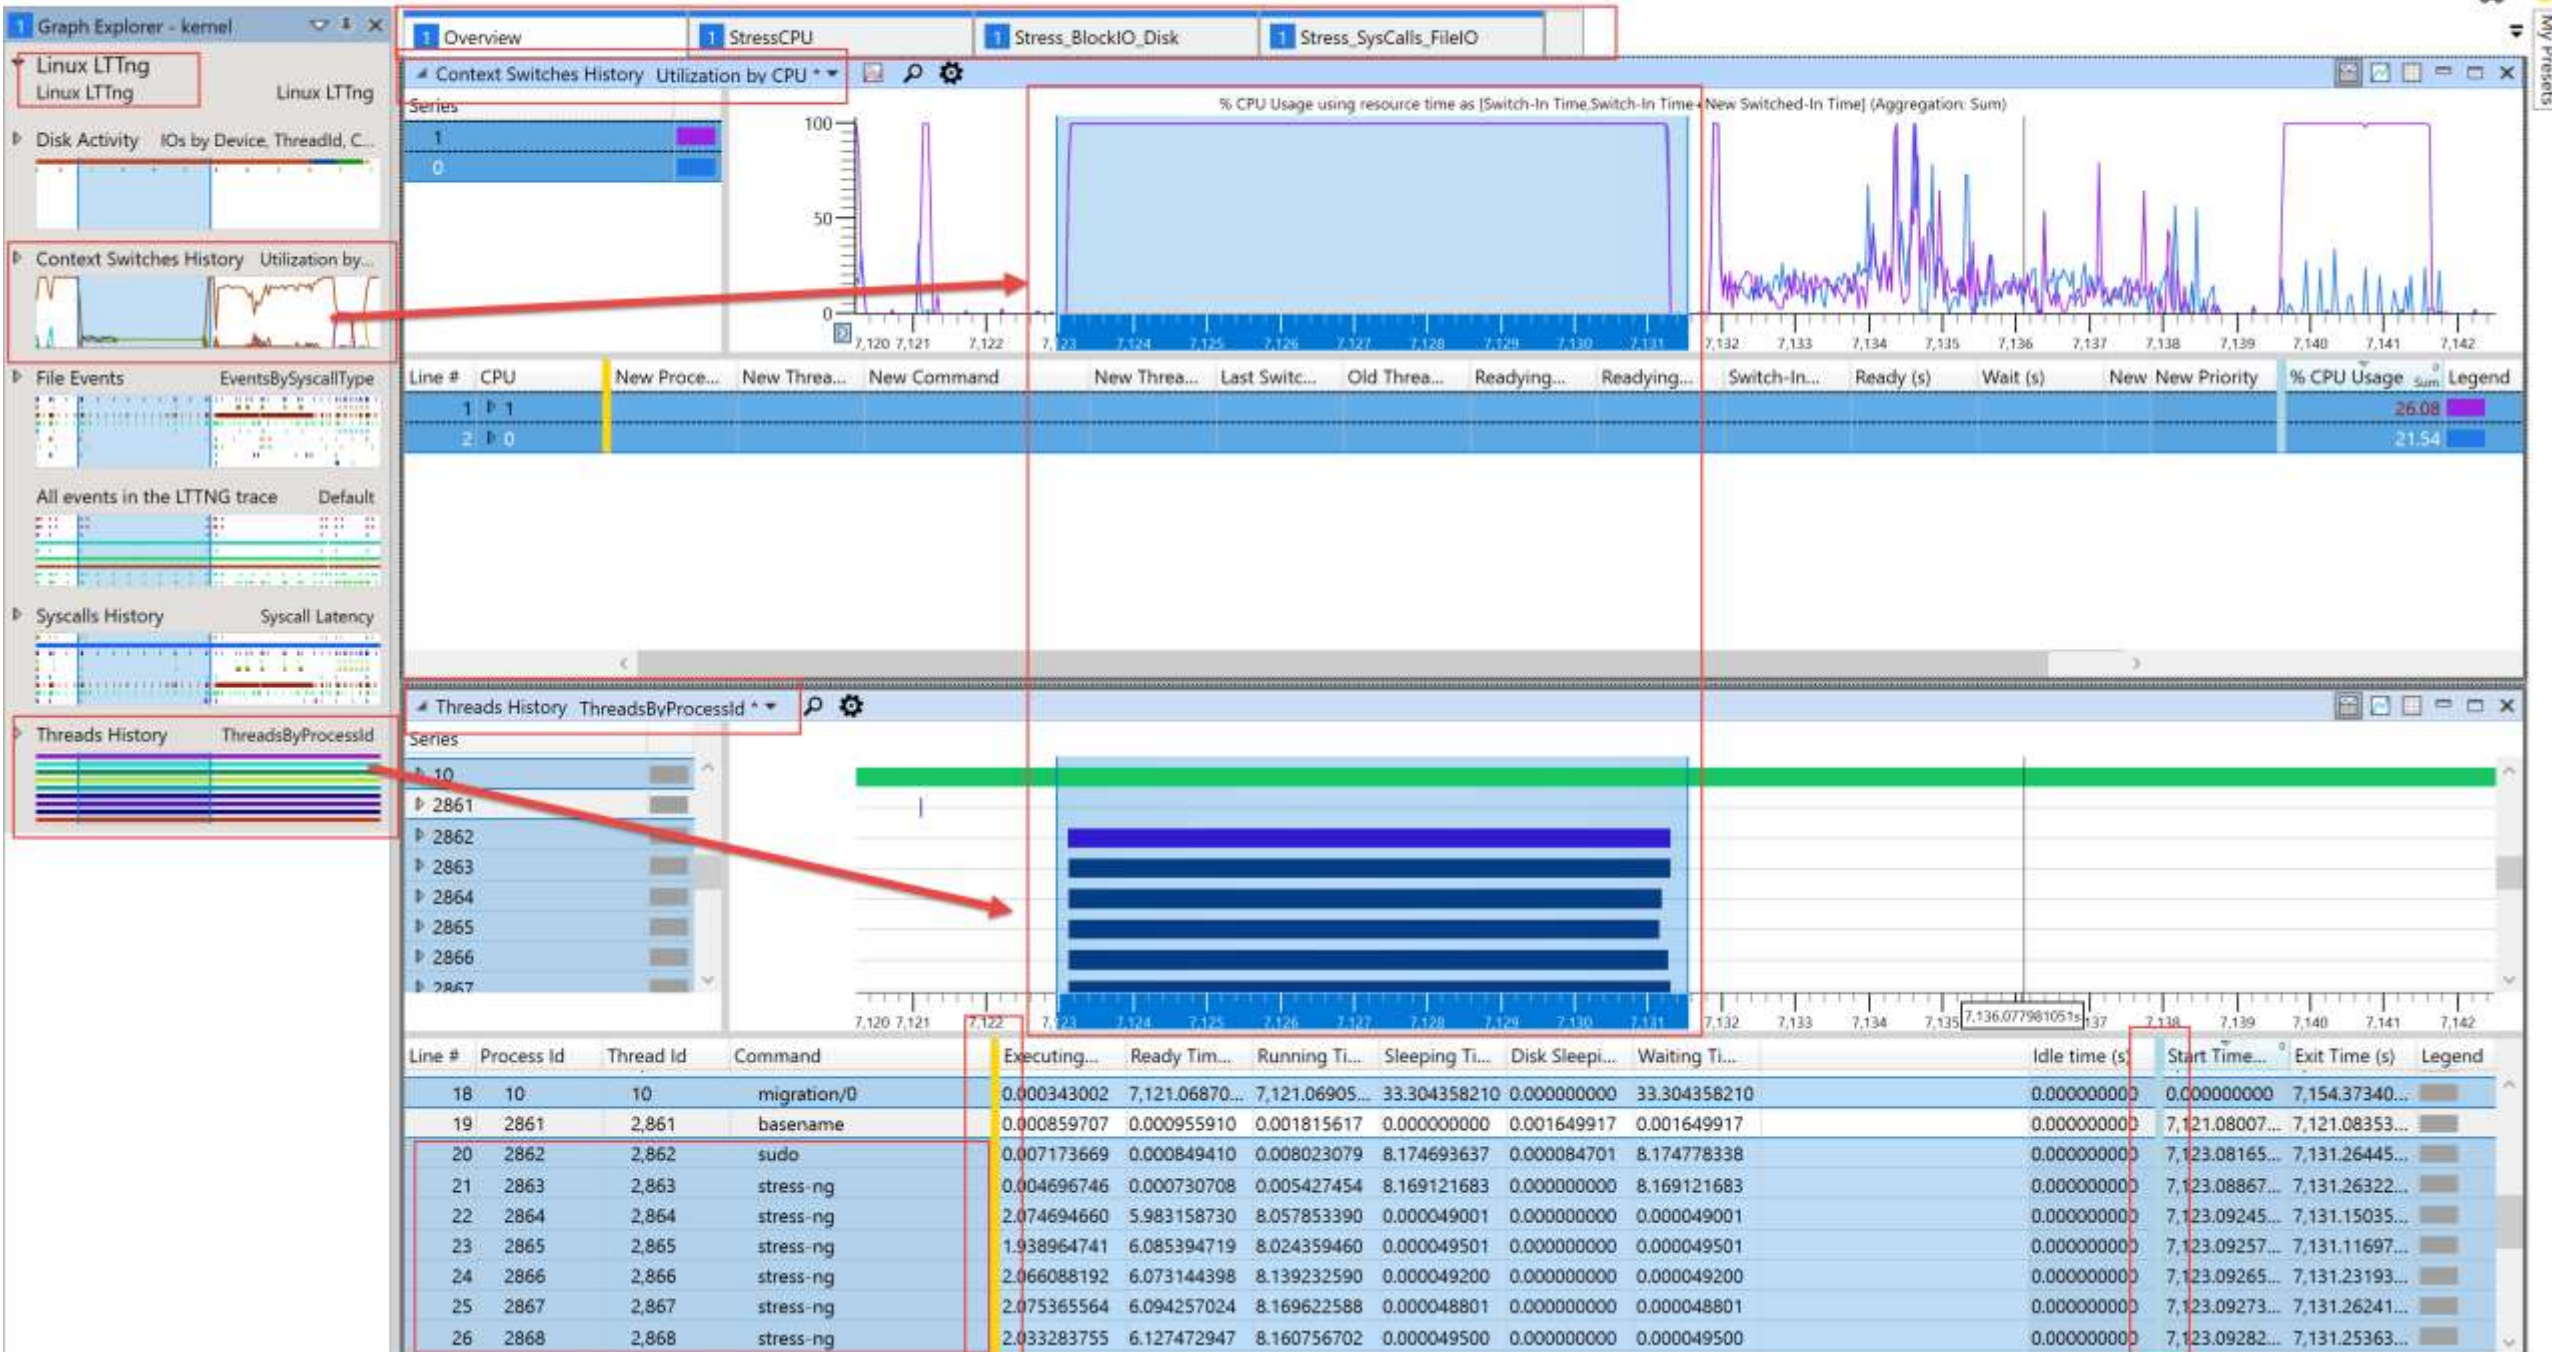 Graph Explorer - kernel
Linux LTTng
Linux LTTng Linux LTTng
Disk Activity IOs by Device, ThreadId, C...
Context Switches History Utilization by...
File Events EventsBySyscallType
All events in the LTTNG trace Default
Syscalls History Syscall Latency
Threads History ThreadsByProcessId
1 Overview 1 StressCPU 1 Stress_BlockIO_Disk 1 Stress_SysCalls_FileIO
My Presets
Context Switches History Utilization by CPU *
Series
1
0
% CPU Usage using resource time as [Switch-In Time,Switch-In Time+New Switched-In Time] (Aggregation: Sum)
100
50
0
7,120 7,121 7,122 7,123 7,124 7,125 7,126 7,127 7,128 7,129 7,130 7,131 7,132 7,133 7,134 7,135 7,136 7,137 7,138 7,139 7,140 7,141 7,142
Line # CPU New Proce... New Threa... New Command New Threa... Last Switc... Old Threa... Readying... Readying... Switch-In... Ready (s) Wait (s) New New Priority % CPU Usage Sum Legend
1 1 26.08
2 0 21.54
Threads History ThreadsByProcessId *
Series
10
2861
2862
2863
2864
2865
2866
2867
7,120 7,121 7,122 7,123 7,124 7,125 7,126 7,127 7,128 7,129 7,130 7,131 7,132 7,133 7,134 7,135 7,136.077981051s 7,138 7,139 7,140 7,141 7,142
Line # Process Id Thread Id Command Executing... Ready Tim... Running Ti... Sleeping Ti... Disk Sleepi... Waiting Ti... Idle time (s) Start Time... Exit Time (s) Legend
18 10 10 migration/0 0.000343002 7,121.06870... 7,121.06905... 33.304358210 0.000000000 33.304358210 0.000000000 0.000000000 7,154.37340...
19 2861 2,861 basename 0.000859707 0.000955910 0.001815617 0.000000000 0.001649917 0.001649917 0.000000000 7,121.08007... 7,121.08353...
20 2862 2,862 sudo 0.007173669 0.000849410 0.008023079 8.174693637 0.000084701 8.174778338 0.000000000 7,123.08165... 7,131.26445...
21 2863 2,863 stress-ng 0.004696746 0.000730708 0.005427454 8.169121683 0.000000000 8.169121683 0.000000000 7,123.08867... 7,131.26322...
22 2864 2,864 stress-ng 2.074694660 5.983158730 8.057853390 0.000049001 0.000000000 0.000049001 0.000000000 7,123.09245... 7,131.15035...
23 2865 2,865 stress-ng 1.938964741 6.085394719 8.024359460 0.000049501 0.000000000 0.000049501 0.000000000 7,123.09257... 7,131.11697...
24 2866 2,866 stress-ng 2.066088192 6.073144398 8.139232590 0.000049200 0.000000000 0.000049200 0.000000000 7,123.09265... 7,131.23193...
25 2867 2,867 stress-ng 2.075365564 6.094257024 8.169622588 0.000048801 0.000000000 0.000048801 0.000000000 7,123.09273... 7,131.26241...
26 2868 2,868 stress-ng 2.033283755 6.127472947 8.160756702 0.000049500 0.000000000 0.000049500 0.000000000 7,123.09282... 7,131.25363...